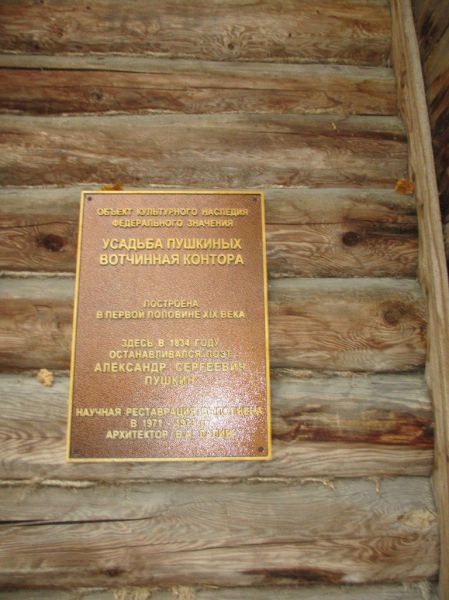 ОБЪЕКТ КУЛЬТУРНОГО НАСЛЕДИЯ
ФЕДЕРАЛЬНОГО ЗНАЧЕНИЯ
УСАДЬБА ПУШКИНЫХ
ВОТЧИННАЯ КОНТОРА
ПОСТРОЕНА
В ПЕРВОЙ ПОЛОВИНЕ XIX ВЕКА
ЗДЕСЬ В 1834 ГОДУ
ОСТАНАВЛИВАЛСЯ ПОЭТ
АЛЕКСАНДР СЕРГЕЕВИЧ
ПУШКИН
НАУЧНАЯ РЕСТАВРАЦИЯ
В 1971
АРХИТЕКТОР